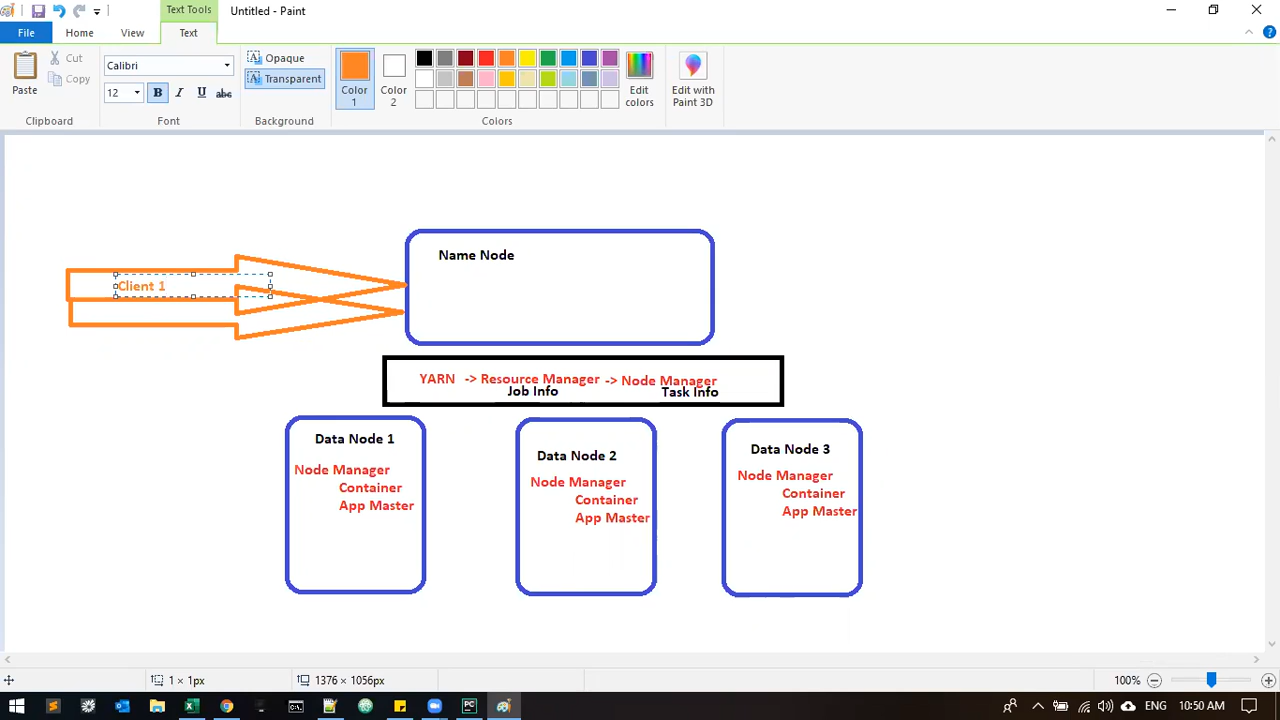 Text Tools
Untitled - Paint
File
Home
View
Text
Paste
Cut
Copy
Clipboard
Calibri
12
B
I
U
abc
Font
Opaque
Transparent
Background
Color
1
Color
2
Edit
colors
Colors
Edit with
Paint 3D
Name Node
Client 1
YARN -> Resource Manager -> Node Manager
Job Info
Task Info
Data Node 1
Node Manager
Container
App Master
Data Node 2
Node Manager
Container
App Master
Data Node 3
Node Manager
Container
App Master
1 × 1px
1376 × 1056px
100%
ENG
10:50 AM